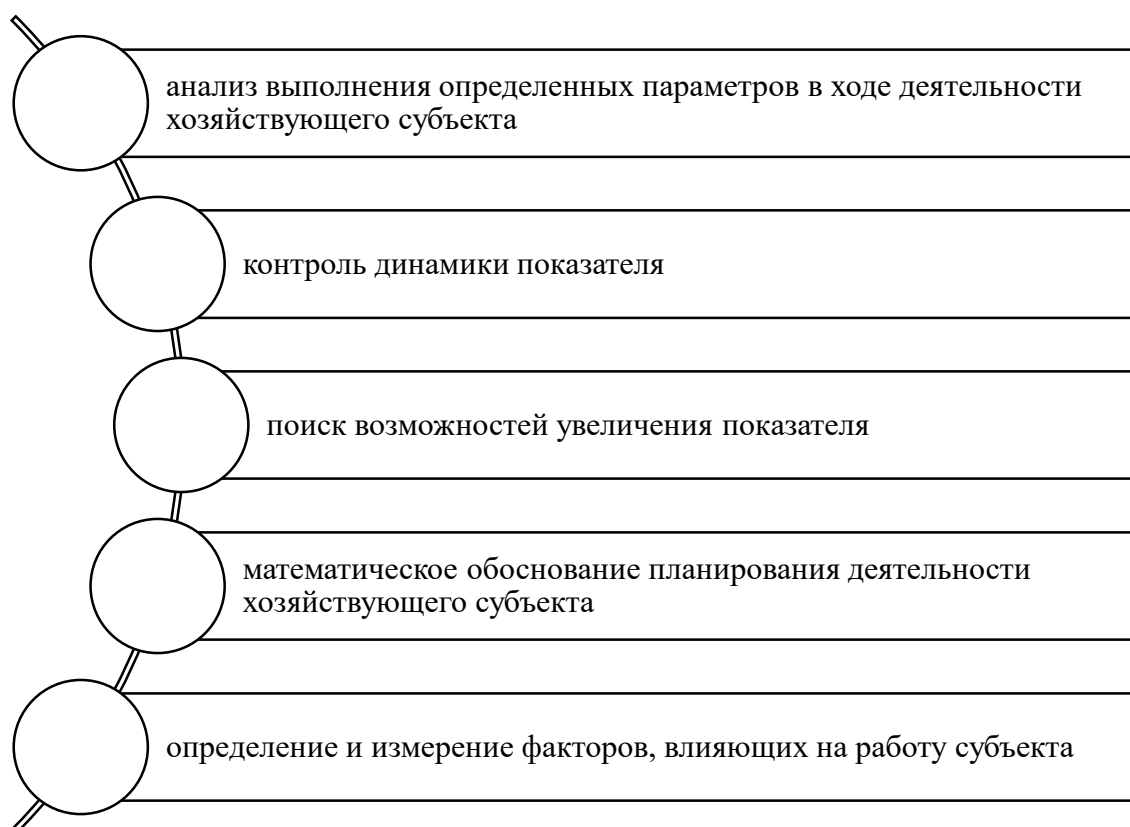 анализ выполнения определенных параметров в ходе деятельности
хозяйствующего субъекта
контроль динамики показателя
поиск возможностей увеличения показателя
математическое обоснование планирования деятельности
хозяйствующего субъекта
определение и измерение факторов, влияющих на работу субъекта